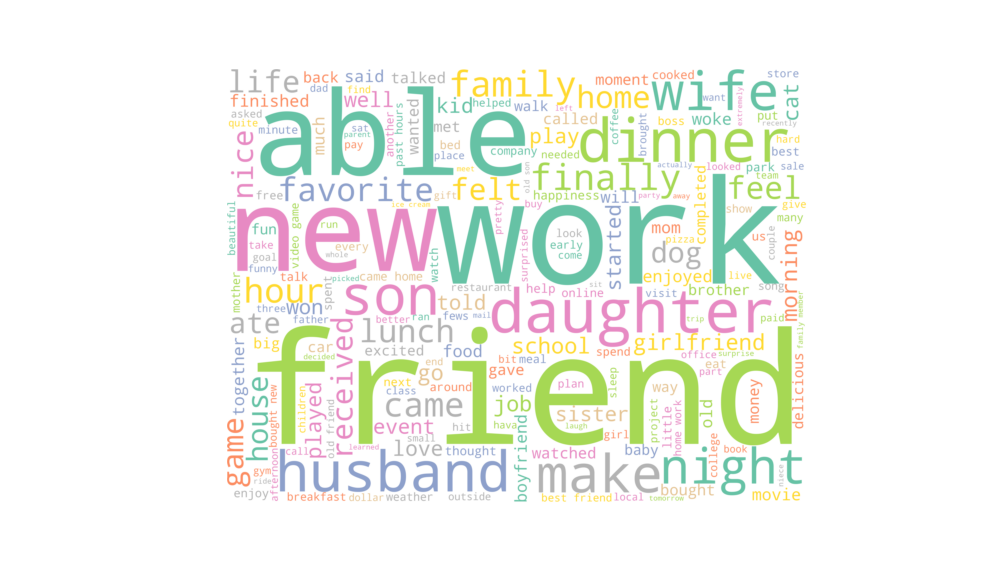 life
back
said
talked
family
moment
cooked
wife
store
dad
find
finished
well
kid
helped
walk
left
home
want
cat
extremely
asked
quite
minute
able
another
past hours
wanted
met
called
coffee
brought
boss
woke
put
recently
much
sat
parent
pay
bed
place
company
needed
play
dinner
hard
best
nice
favorite
felt
finally
actually
looked
park
sale
feel
team
beautiful
free
gift
meet
old son
happiness
will
party
away
give
ice cream
pretty
buy
new
work
fun
run
video game
take
goal
funny
every
whole
talk
watch
surprised
look
early
come
started
mom
pizza
completed
show
us
couple
many
morning
dog
enjoyed
live
mother
hour
picked
came home
spent
son
restaurant
help
online
sit
visit
brother
song
three
won
father
better
fan
told
fews
mail
daughter
trip
paid
family member
ate
big
car
received
lunch
excited
food
school
spend
girlfriend
office
surprise
together
decided
bit
meal
eat
part
house
friend
end
go
around
gave
next
class
worked
plan
sleep
way
money
delicious
children
played
old friend
came
job
hava
hit
laugh
sister
girl
project
little
home work
old
game
bought new
afternoon
call
learned
event
small
love
thought
boyfriend
watched
baby
college
book
niece
gym
ride
husband
make
bought
night
enjoy
breakfast
dollar
weather
outside
best friend
local
tomorrow
movie